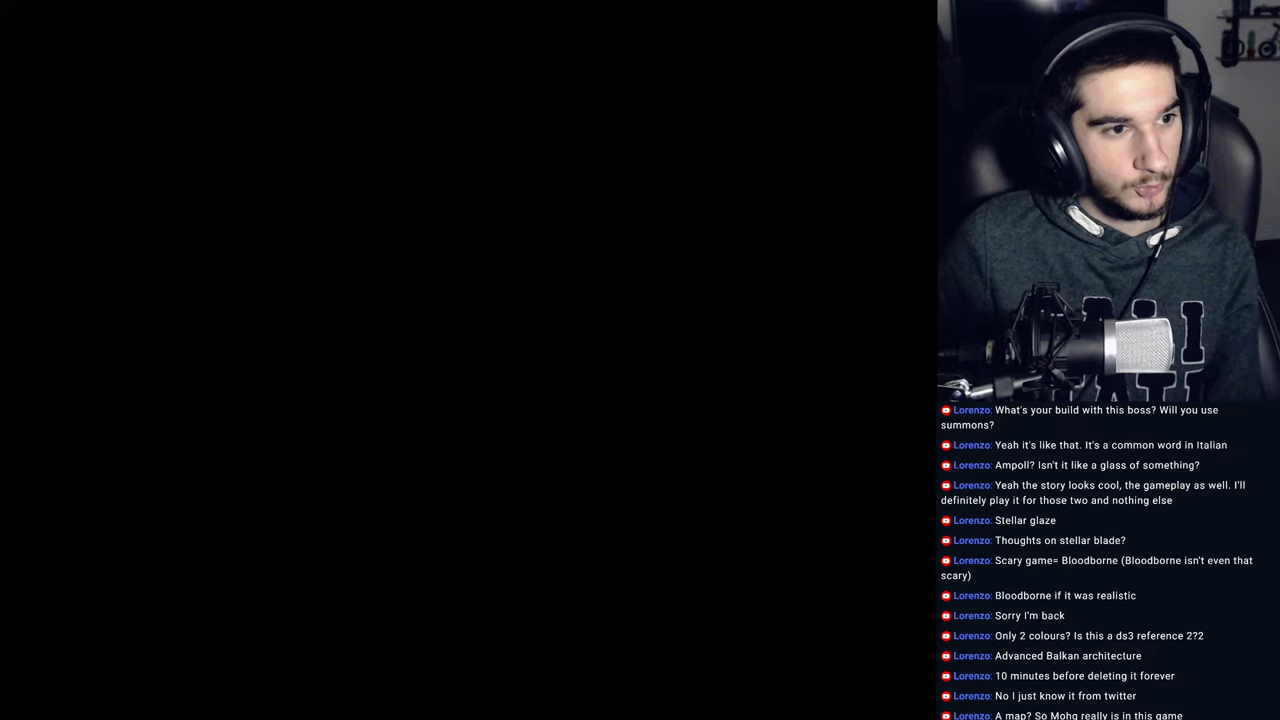 Lorenzo: What's your build with this boss? Will you use
summons?
Lorenzo: Yeah it's like that. It's a common word in Italian
Lorenzo: Ampoll? Isn't it like a glass of something?
Lorenzo: Yeah the story looks cool, the gameplay as well. I'll
definitely play it for those two and nothing else
Lorenzo: Stellar glaze
Lorenzo: Thoughts on stellar blade?
Lorenzo: Scary game= Bloodborne (Bloodborne isn't even that
scary)
Lorenzo: Bloodborne if it was realistic
Lorenzo: Sorry I'm back
Lorenzo: Only 2 colours? Is this a ds3 reference 2?2
Lorenzo: Advanced Balkan architecture
Lorenzo: 10 minutes before deleting it forever
Lorenzo: No I just know it from twitter
Lorenzo: A map? So Mohg really is in this game